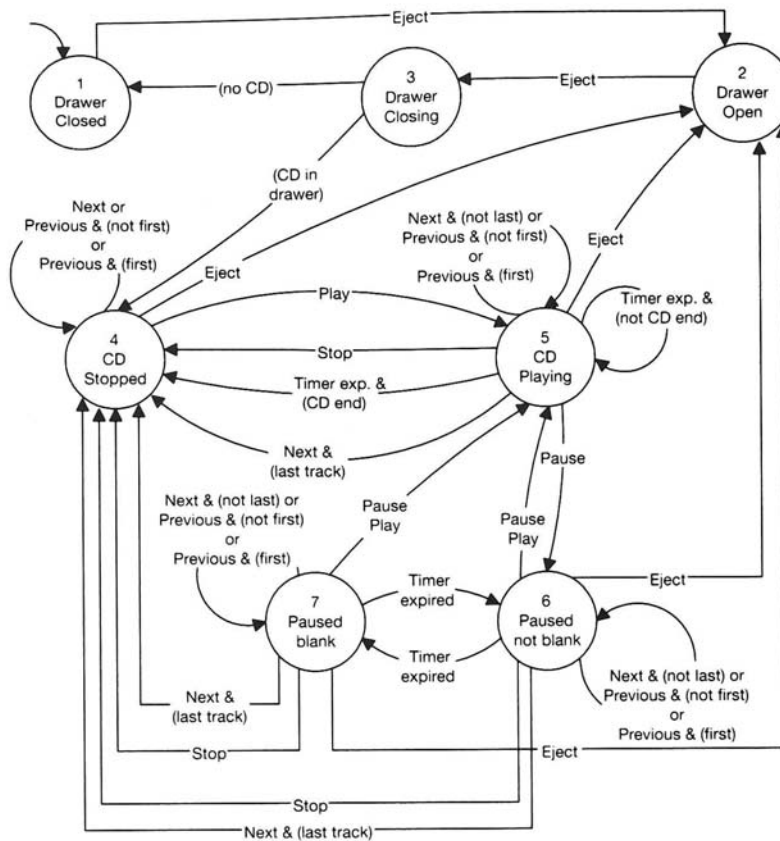 Eject
1
Drawer
Closed
(no CD)
3
Drawer
Closing
Eject
2
Drawer
Open
(CD in
drawer)
Next or
Previous & (not first)
or
Previous & (first)
Eject
Next & (not last) or
Previous & (not first)
or
Previous & (first)
Eject
Play
Timer exp. &
(not CD end)
4
CD
Stopped
Stop
5
CD
Playing
Timer exp. &
(CD end)
Next &
(last track)
Pause
Next & (not last) or
Previous & (not first)
or
Previous & (first)
Pause
Play
Pause
Play
7
Paused
blank
Timer
expired
6
Paused
not blank
Eject
Timer
expired
Next &
(last track)
Next & (not last) or
Previous & (not first)
or
Previous & (first)
Stop
Eject
Stop
Next & (last track)